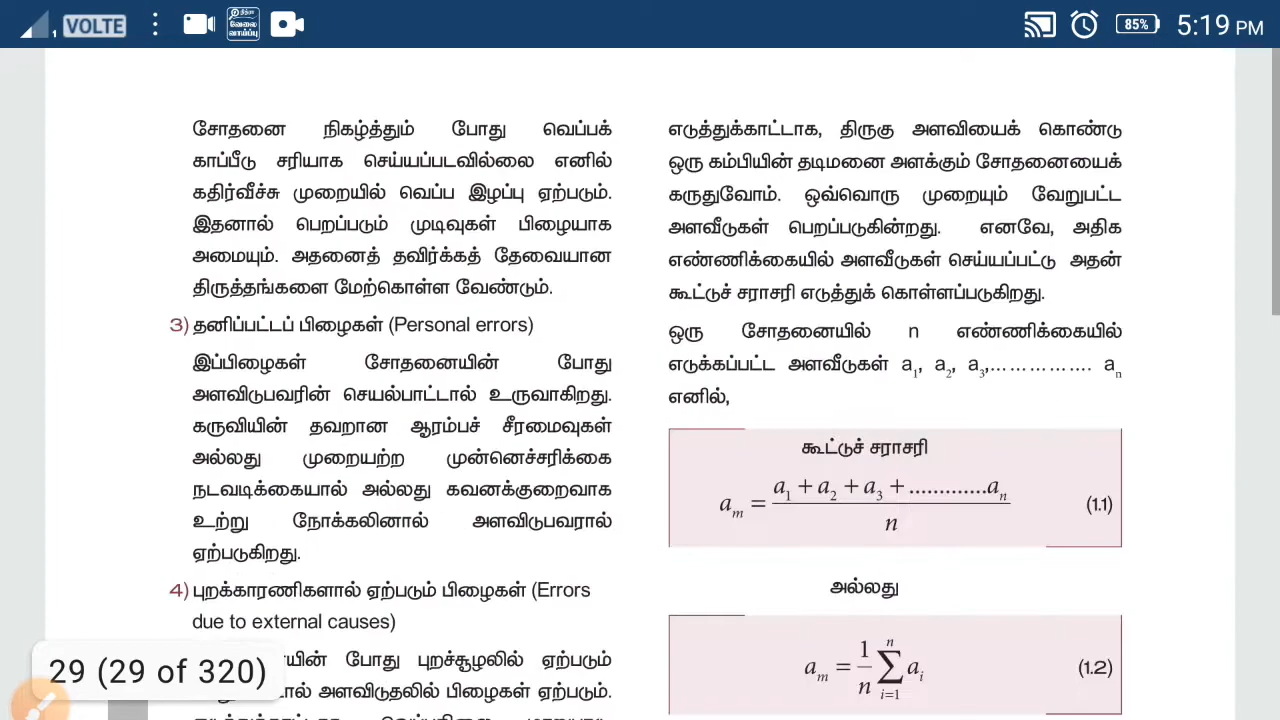 VOLTE
நித்ரா
வேலை
வாய்ப்பு
85%
5:19 PM
சோதனை நிகழ்த்தும் போது வெப்பக்
காப்பீடு சரியாக செய்யப்படவில்லை எனில்
கதிர்வீச்சு முறையில் வெப்ப இழப்பு ஏற்படும்.
இதனால் பெறப்படும் முடிவுகள் பிழையாக
அமையும். அதனைத் தவிர்க்கத் தேவையான
திருத்தங்களை மேற்கொள்ள வேண்டும்.
3) தனிப்பட்டப் பிழைகள் (Personal errors)
இப்பிழைகள் சோதனையின் போது
அளவிடுபவரின் செயல்பாட்டால் உருவாகிறது.
கருவியின் தவறான ஆரம்பச் சீரமைவுகள்
அல்லது முறையற்ற முன்னெச்சரிக்கை
நடவடிக்கையால் அல்லது கவனக்குறைவாக
உற்று நோக்கலினால் அளவிடுபவரால்
ஏற்படுகிறது.
4) புறக்காரணிகளால் ஏற்படும் பிழைகள் (Errors
due to external causes)
போது புறச்சூழலில் ஏற்படும்
அளவிடுதலில் பிழைகள் ஏற்படும்.
எடுத்துக்காட்டாக, திருகு அளவியைக் கொண்டு
ஒரு கம்பியின் தடிமனை அளக்கும் சோதனையைக்
கருதுவோம். ஒவ்வொரு முறையும் வேறுபட்ட
அளவீடுகள் பெறப்படுகின்றது. எனவே, அதிக
எண்ணிக்கையில் அளவீடுகள் செய்யப்பட்டு அதன்
கூட்டுச் சராசரி எடுத்துக் கொள்ளப்படுகிறது.
ஒரு சோதனையில் n எண்ணிக்கையில்
எடுக்கப்பட்ட அளவீடுகள் a₁, a₂, a₃,…………… aₙ
எனில்,
கூட்டுச் சராசரி
aₘ = (a₁ + a₂ + a₃ + .............aₙ) / n (1.1)
அல்லது
aₘ = 1/n ∑ᵢ₌₁ⁿ aᵢ (1.2)
29 (29 of 320)